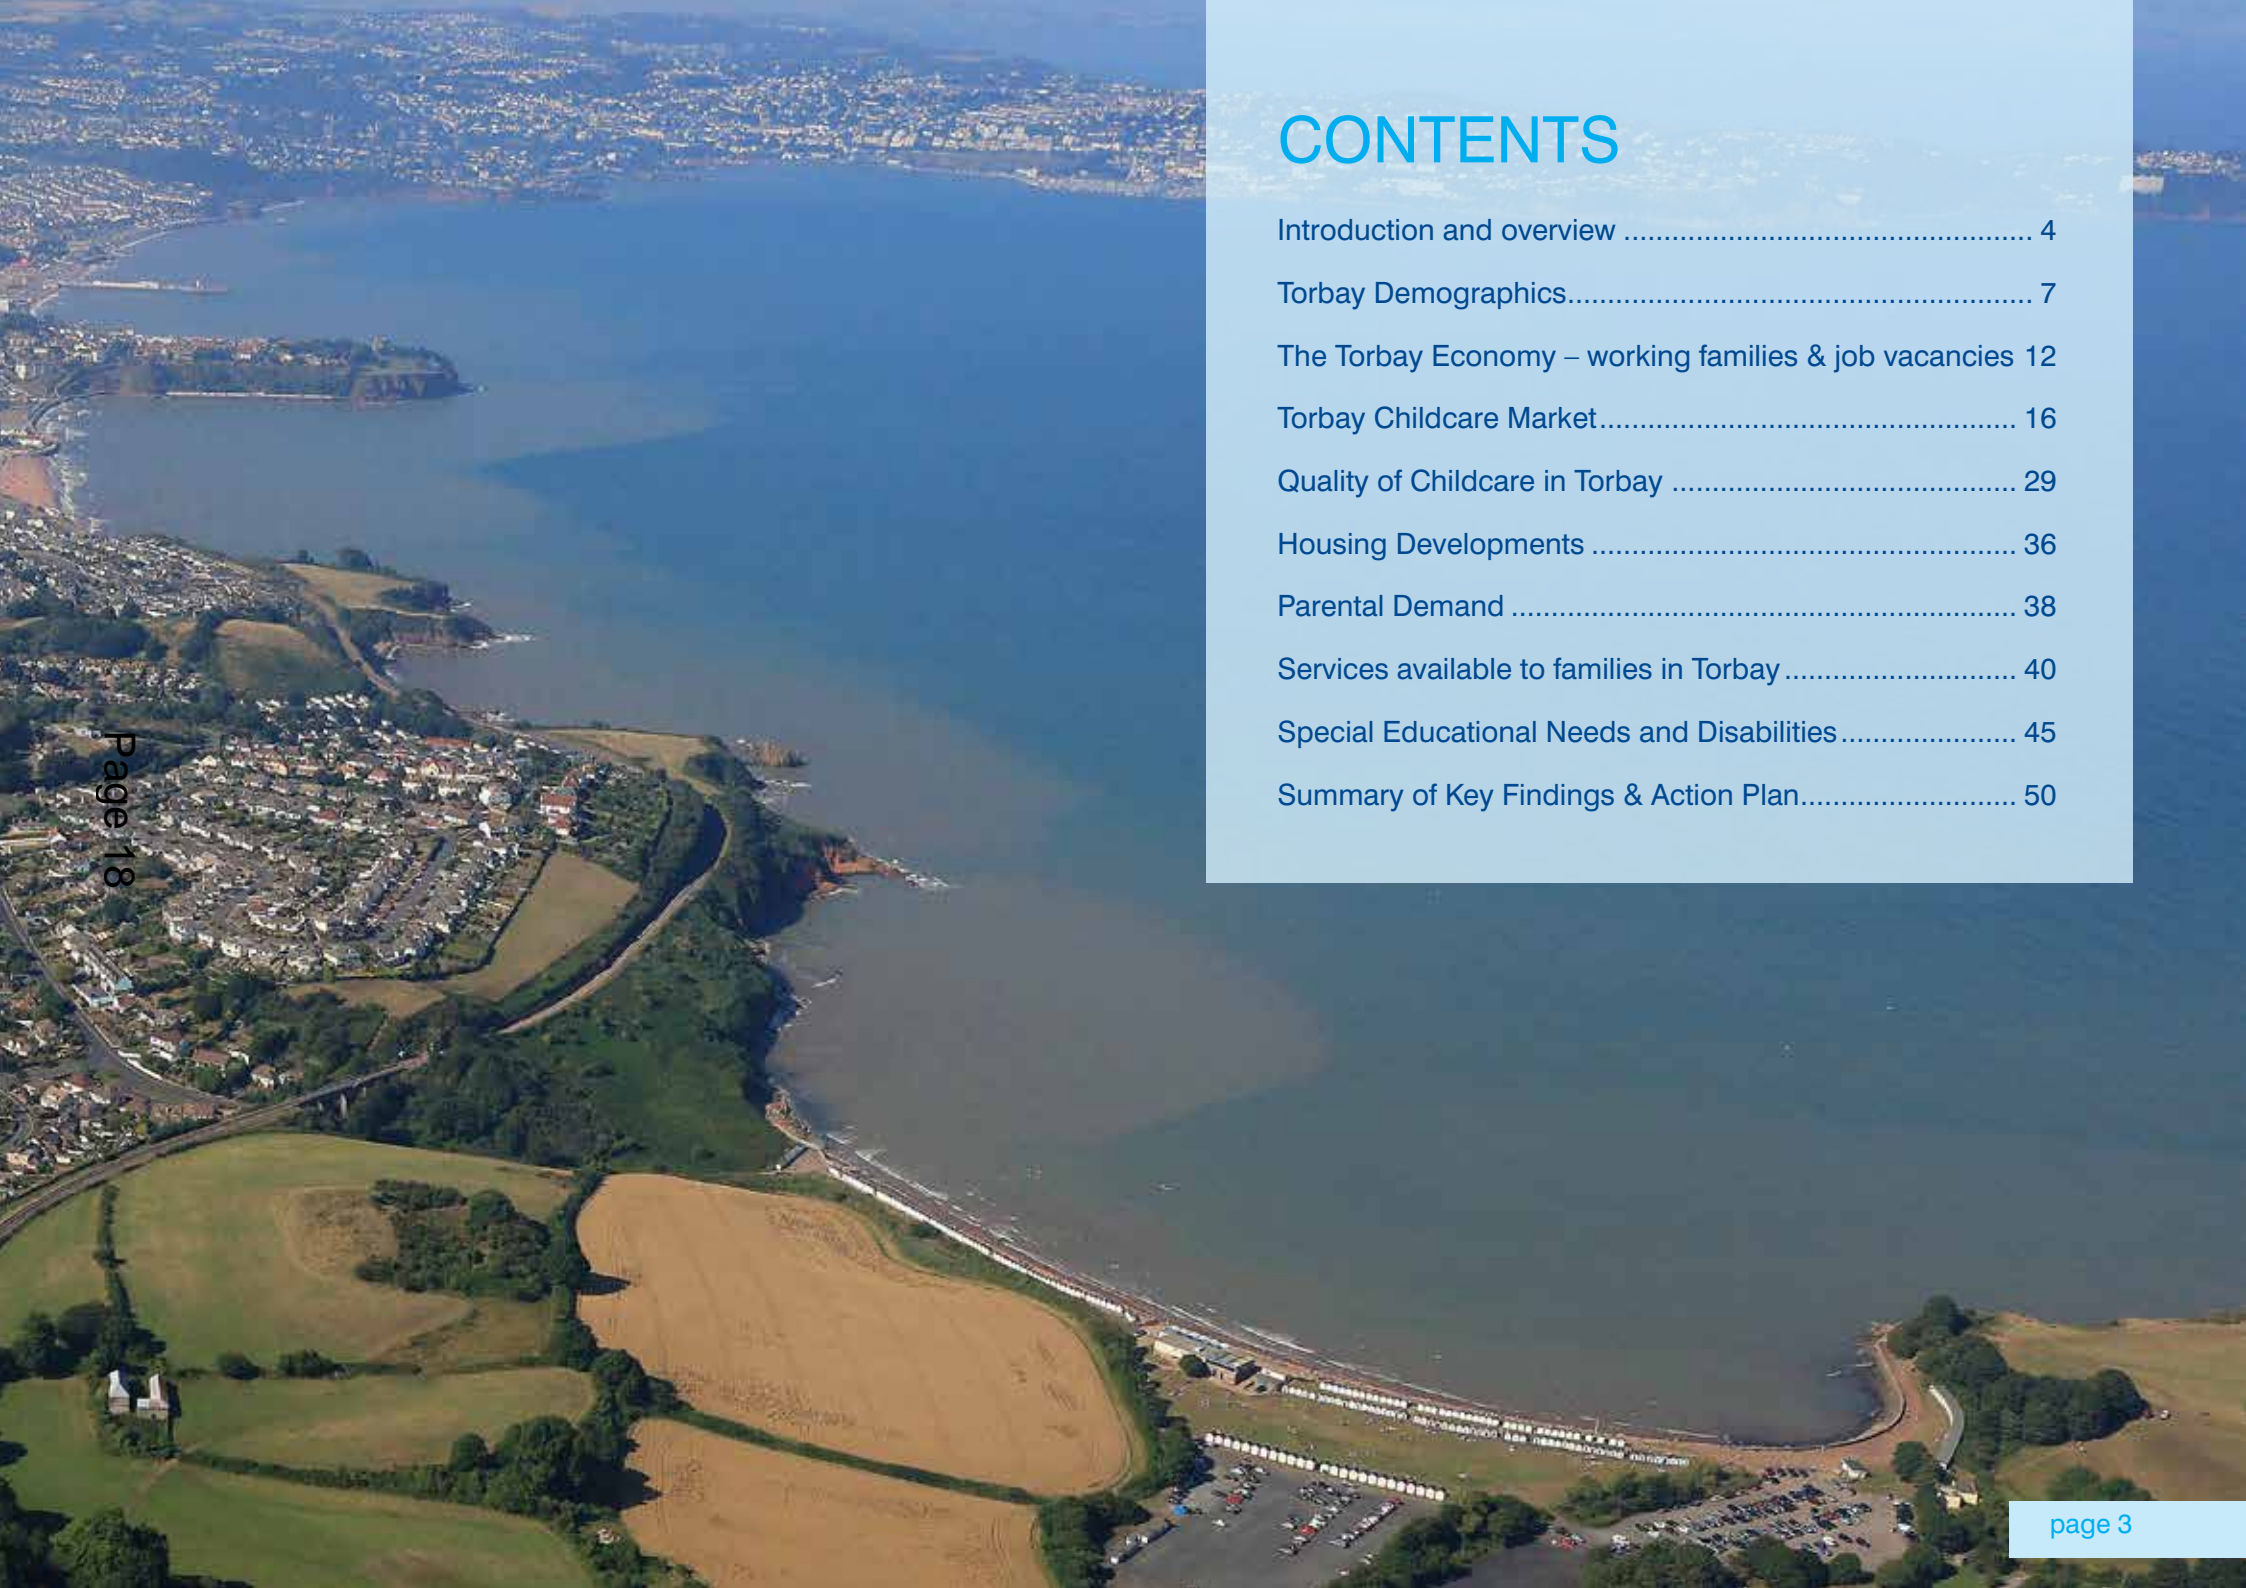 CONTENTS
Introduction and overview ................................................... 4
Torbay Demographics.......................................................... 7
The Torbay Economy – working families & job vacancies 12
Torbay Childcare Market.................................................... 16
Quality of Childcare in Torbay ........................................... 29
Housing Developments ..................................................... 36
Parental Demand ............................................................... 38
Services available to families in Torbay............................. 40
Special Educational Needs and Disabilities...................... 45
Summary of Key Findings & Action Plan........................... 50
Page 18
page 3